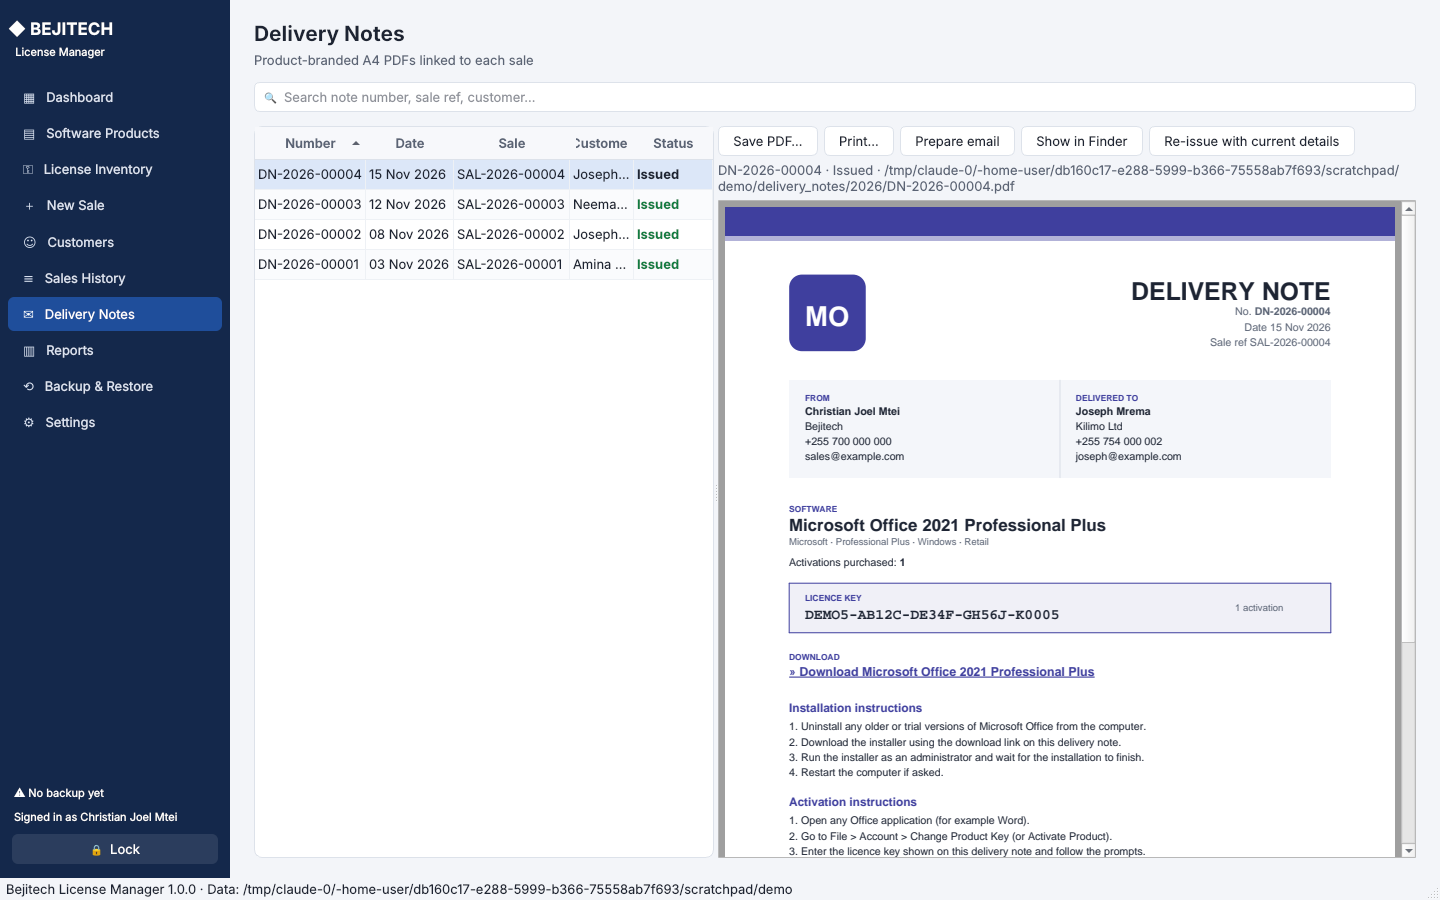 ◆ BEJITECH
License Manager
Dashboard
Software Products
License Inventory
New Sale
Customers
Sales History
Delivery Notes
Reports
Backup & Restore
Settings
⚠ No backup yet
Signed in as Christian Joel Mtei
Lock
Delivery Notes
Product-branded A4 PDFs linked to each sale
Search note number, sale ref, customer...
Number Date Sale Custome Status
DN-2026-00004 15 Nov 2026 SAL-2026-00004 Joseph... Issued
DN-2026-00003 12 Nov 2026 SAL-2026-00003 Neema... Issued
DN-2026-00002 08 Nov 2026 SAL-2026-00002 Joseph... Issued
DN-2026-00001 03 Nov 2026 SAL-2026-00001 Amina ... Issued
Save PDF... Print... Prepare email Show in Finder Re-issue with current details
DN-2026-00004 · Issued · /tmp/claude-0/-home-user/db160c17-e288-5999-b366-75558ab7f693/scratchpad/
demo/delivery_notes/2026/DN-2026-00004.pdf
MO
DELIVERY NOTE
No. DN-2026-00004
Date 15 Nov 2026
Sale ref SAL-2026-00004
FROM
Christian Joel Mtei
Bejitech
+255 700 000 000
sales@example.com
DELIVERED TO
Joseph Mrema
Kilimo Ltd
+255 754 000 002
joseph@example.com
SOFTWARE
Microsoft Office 2021 Professional Plus
Microsoft · Professional Plus · Windows · Retail
Activations purchased: 1
LICENCE KEY
DEMO5-AB12C-DE34F-GH56J-K0005
1 activation
DOWNLOAD
» Download Microsoft Office 2021 Professional Plus
Installation instructions
1. Uninstall any older or trial versions of Microsoft Office from the computer.
2. Download the installer using the download link on this delivery note.
3. Run the installer as an administrator and wait for the installation to finish.
4. Restart the computer if asked.
Activation instructions
1. Open any Office application (for example Word).
2. Go to File > Account > Change Product Key (or Activate Product).
3. Enter the licence key shown on this delivery note and follow the prompts.
Bejitech License Manager 1.0.0 · Data: /tmp/claude-0/-home-user/db160c17-e288-5999-b366-75558ab7f693/scratchpad/demo